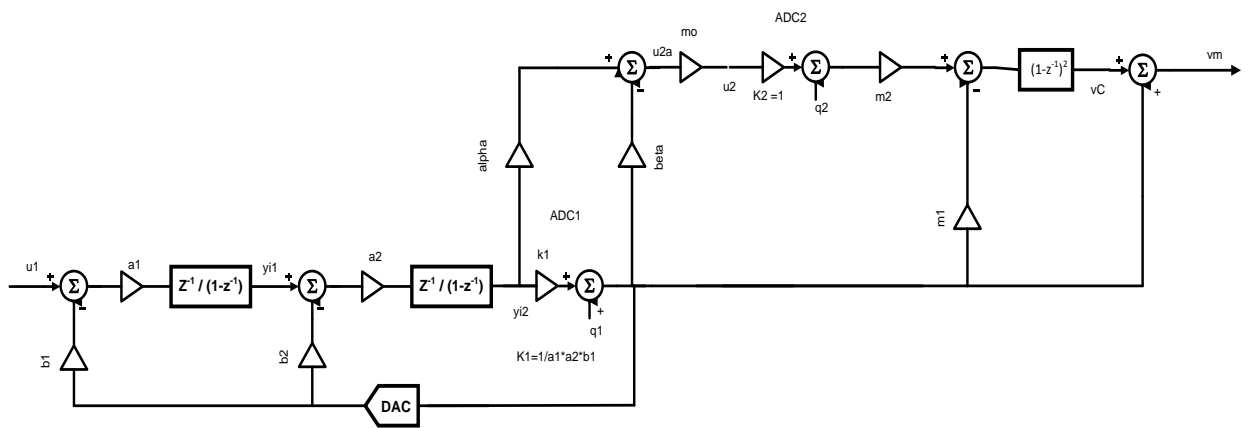 ADC2
mo
+
Σ
u2a
-
u2
K2 =1
+
Σ
q2
m2
+
Σ
-
(1-z⁻¹)²
vC
+
Σ
+
vm
alpha
beta
ADC1
m1
u1
+
Σ
-
a1
Z⁻¹ / (1-z⁻¹)
yi1
+
Σ
-
a2
Z⁻¹ / (1-z⁻¹)
yi2
k1
+
Σ
+
q1
K1=1/a1*a2*b1
b1
b2
DAC